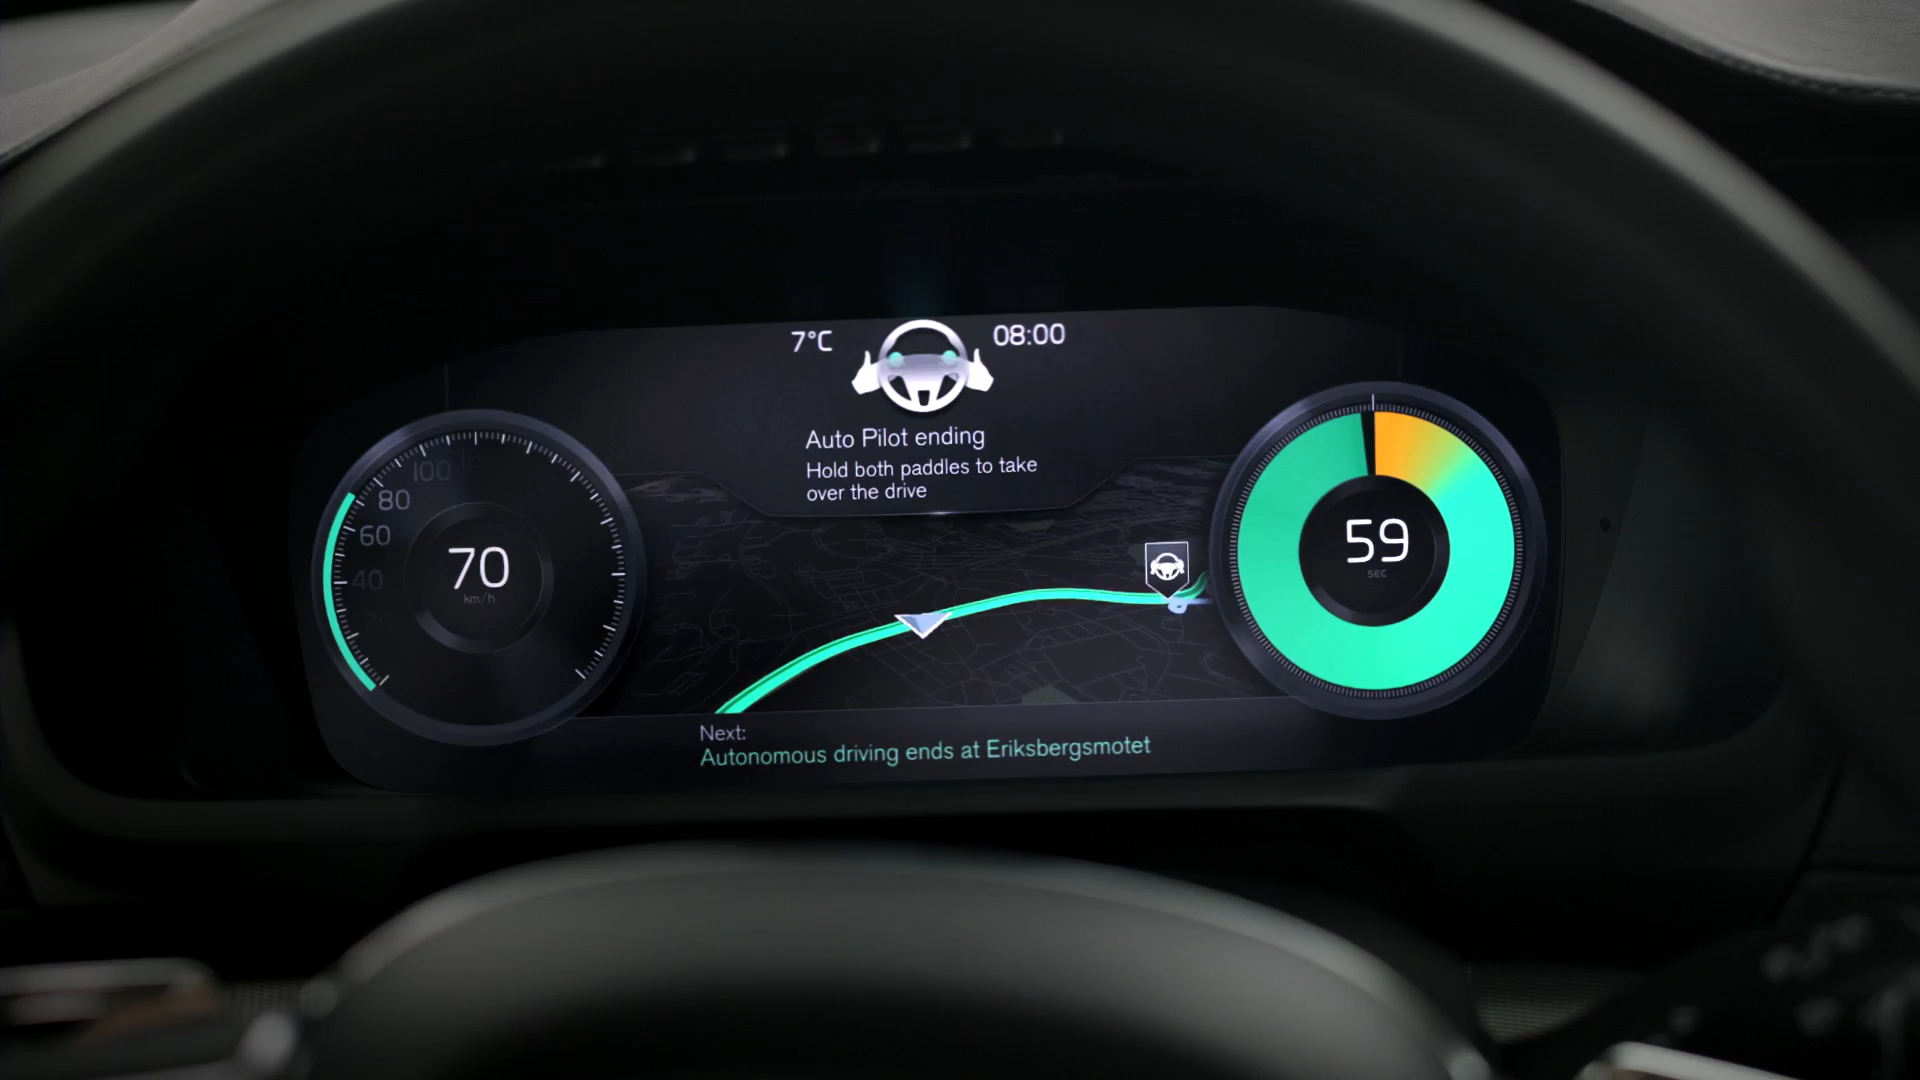 7°C
08:00
Auto Pilot ending
Hold both paddles to take
over the drive
100
80
60
40
20
70
km/h
59
SEC
Next:
Autonomous driving ends at Eriksbergsmotet